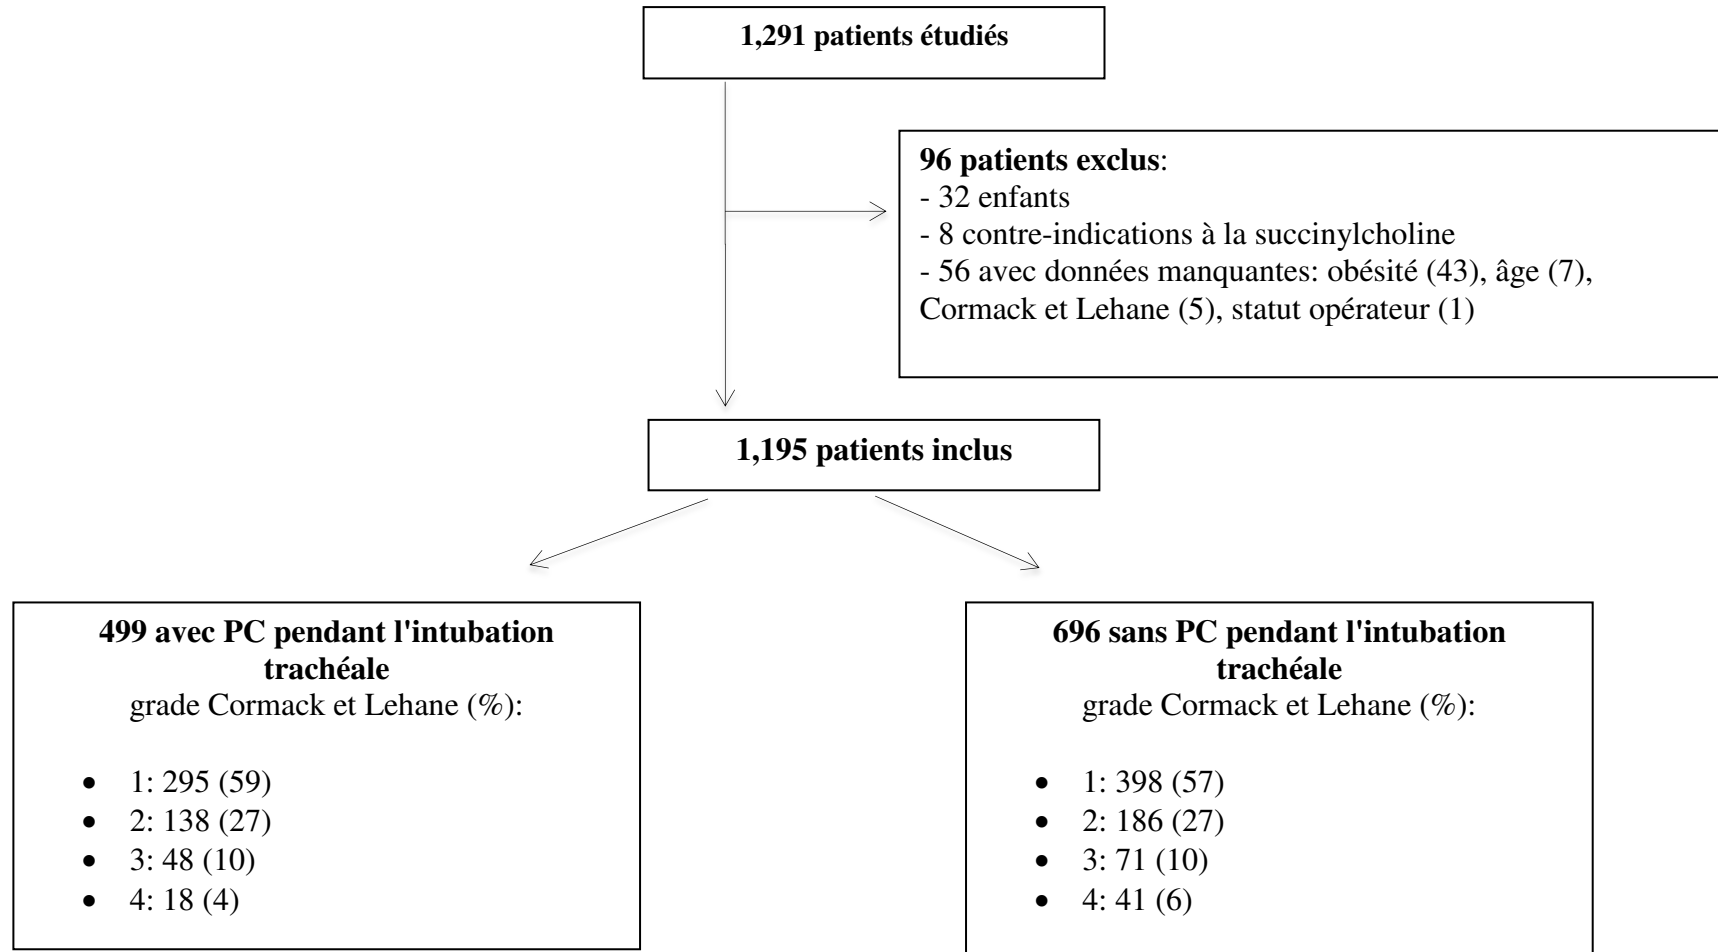 1,291 patients étudiés
96 patients exclus:
- 32 enfants
- 8 contre-indications à la succinylcholine
- 56 avec données manquantes: obésité (43), âge (7),
Cormack et Lehane (5), statut opérateur (1)
1,195 patients inclus
499 avec PC pendant l'intubation
trachéale
grade Cormack et Lehane (%):
• 1: 295 (59)
• 2: 138 (27)
• 3: 48 (10)
• 4: 18 (4)
696 sans PC pendant l'intubation
trachéale
grade Cormack et Lehane (%):
• 1: 398 (57)
• 2: 186 (27)
• 3: 71 (10)
• 4: 41 (6)